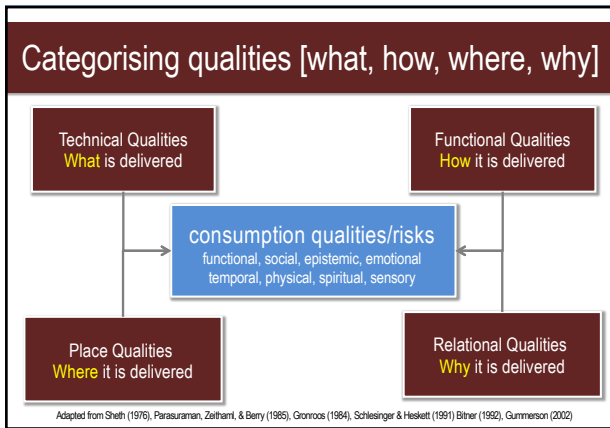 Categorising qualities [what, how, where, why]
Technical Qualities
What is delivered
Functional Qualities
How it is delivered
consumption qualities/risks
functional, social, epistemic, emotional
temporal, physical, spiritual, sensory
Place Qualities
Where it is delivered
Relational Qualities
Why it is delivered
Adapted from Sheth (1976), Parasuraman, Zeithaml, & Berry (1985), Gronroos (1984), Schlesinger & Heskett (1991) Bitner (1992), Gummerson (2002)